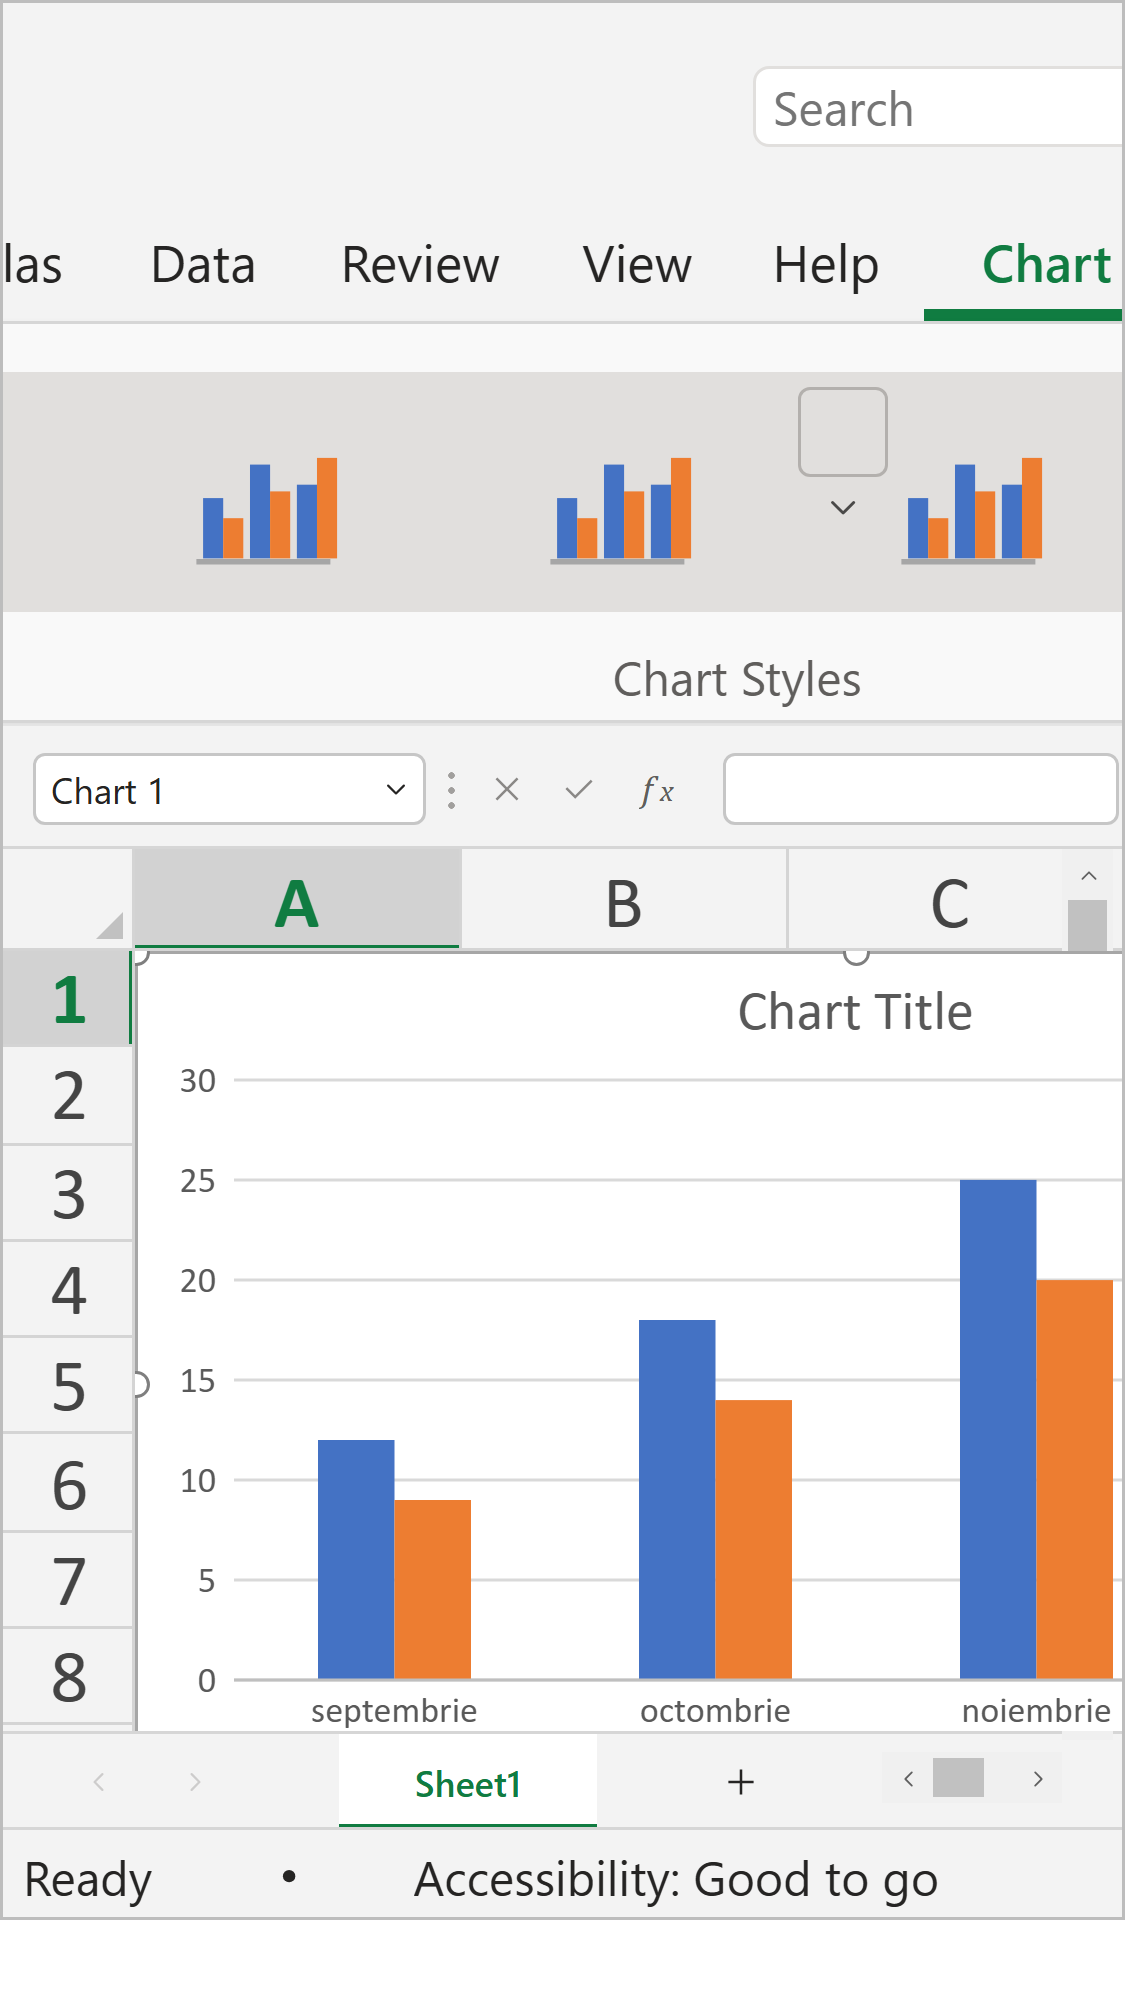 Search
las Data Review View Help Chart
Chart Styles
Chart 1 fx
A B C
1
2
3
4
5
6
7
8
Chart Title
30
25
20
15
10
5
0
septembrie octombrie noiembrie
Sheet1
Ready • Accessibility: Good to go